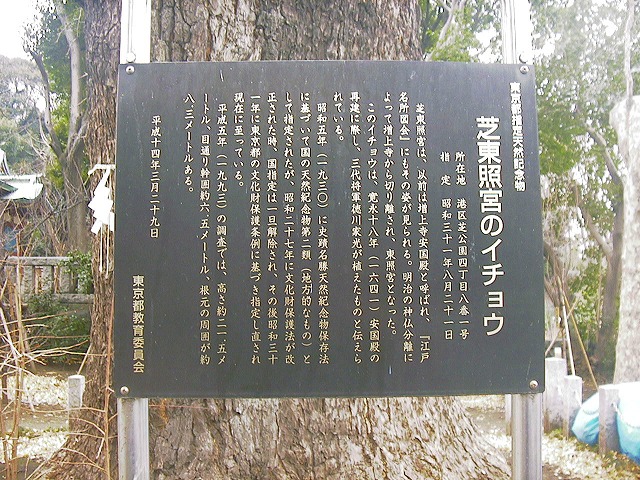 東京都指定天然記念物
芝東照宮のイチョウ
所在地 港区芝公園四丁目八番一号
指定 昭和三十一年八月二十一日
芝東照宮は、以前は増上寺安国殿と呼ばれ、『江戸
名所図会』にもその姿が見られる。明治の神仏分離に
よって増上寺から切り離され、東照宮となった。
このイチョウは、寛永十八年（一六四一）安国殿の
再建に際し、三代将軍徳川家光が植えたものと伝えら
れている。
昭和五年（一九三〇）に史蹟名勝天然紀念物保存法
に基づいて国の天然紀念物第二類（地方的なもの）と
して指定されたが、昭和二十七年に文化財保護法が改
正された時、国指定は一旦解除され、その後昭和三十
一年に東京都の文化財保護条例に基づき指定し直され
現在に至っている。
平成五年（一九九三）の調査では、高さ約二一．五メ
ートル、目通り幹囲約六．五メートル、根元の周囲が約
八．三メートルある。
平成十四年三月二十九日
東京都教育委員会